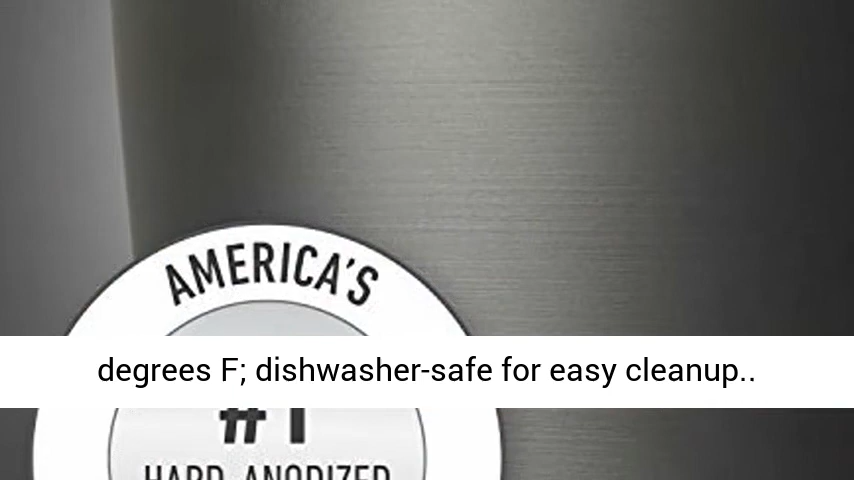 AMERICA'S
degrees F; dishwasher-safe for easy cleanup..
#1
HARD-ANODIZED